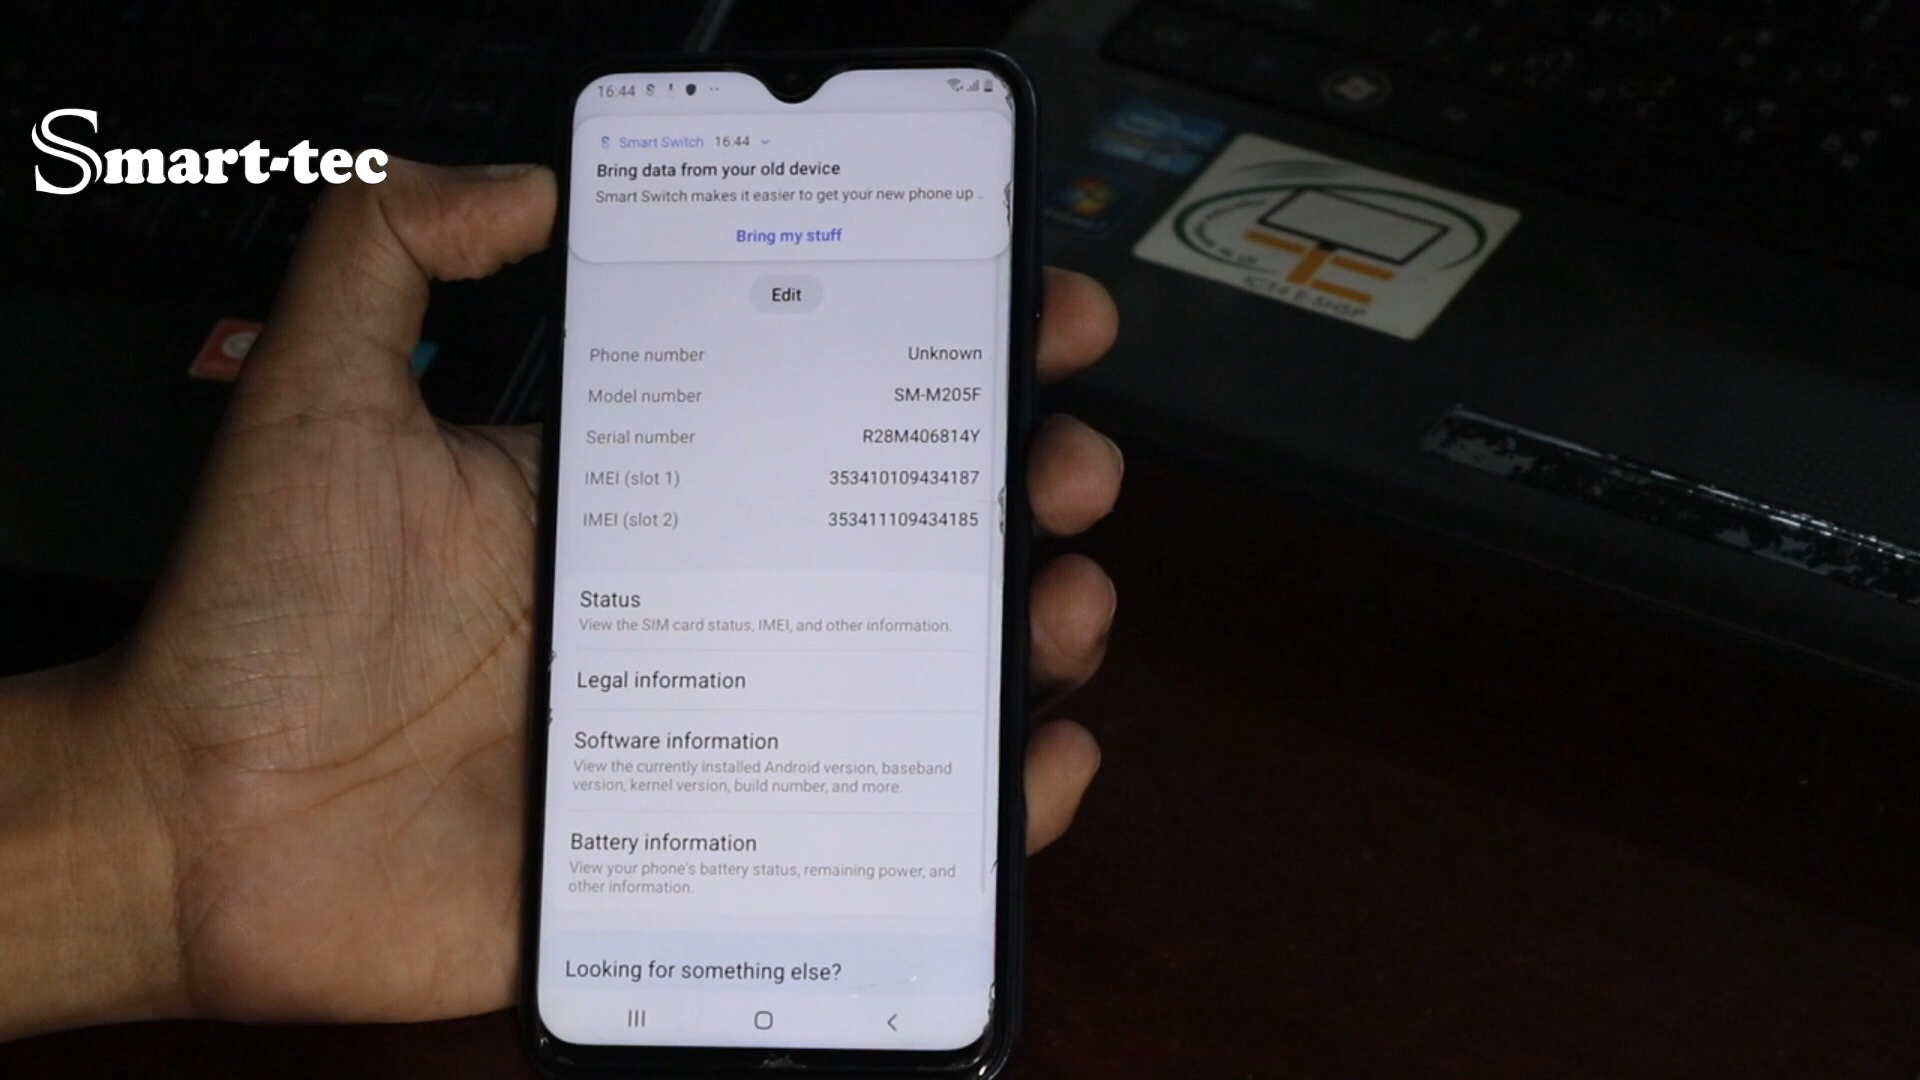 Smart-tec
16:44
Smart Switch 16:44
Bring data from your old device
Smart Switch makes it easier to get your new phone up ..
Bring my stuff
Edit
Phone number Unknown
Model number SM-M205F
Serial number R28M406814Y
IMEI (slot 1) 353410109434187
IMEI (slot 2) 353411109434185
Status
View the SIM card status, IMEI, and other information.
Legal information
Software information
View the currently installed Android version, baseband
version, kernel version, build number, and more.
Battery information
View your phone's battery status, remaining power, and
other information.
Looking for something else?